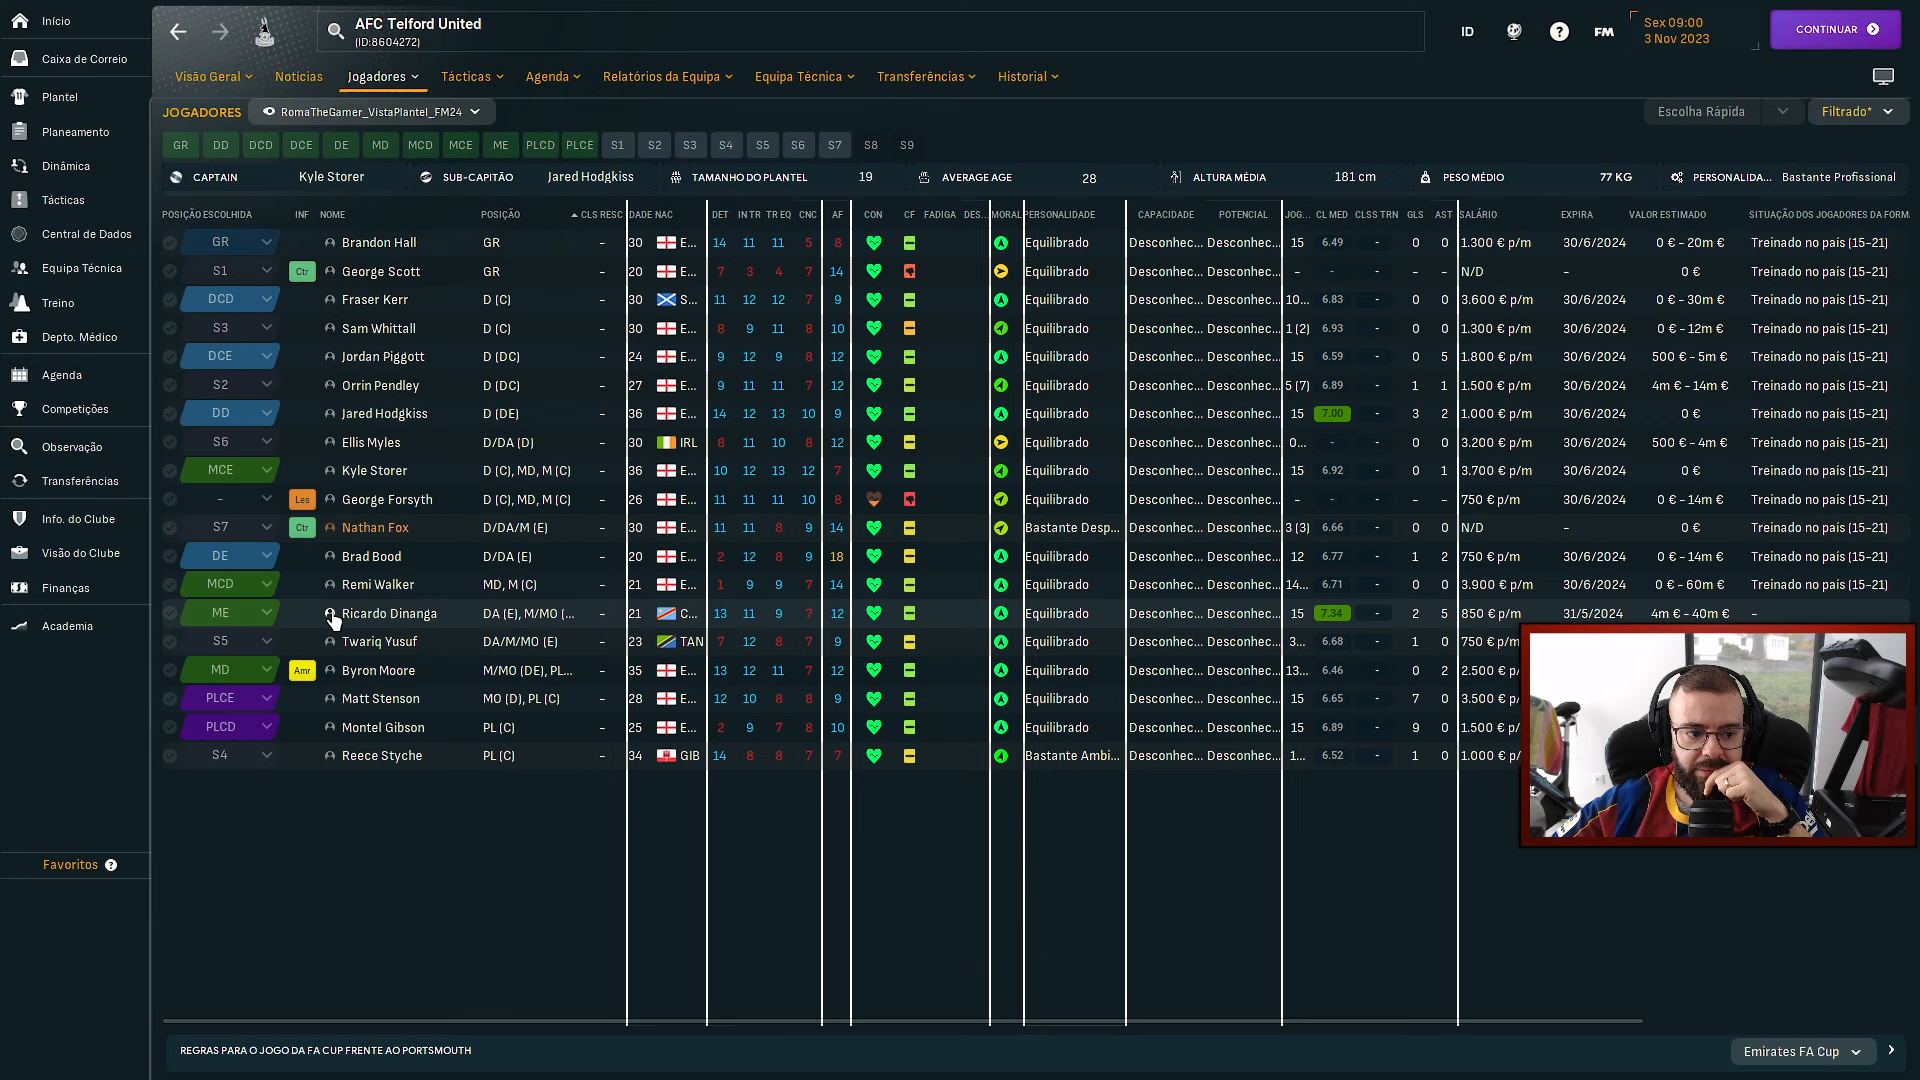 Início
Caixa de Correio
Plantel
Planeamento
Dinâmica
Tácticas
Central de Dados
Equipa Técnica
Treino
Depto. Médico
Agenda
Competições
Observação
Transferências
Info. do Clube
Visão do Clube
Finanças
Academia
Favoritos ?
AFC Telford United
(ID:8604272)
ID ? FM
Sex 09:00
3 Nov 2023
CONTINUAR
Visão Geral Notícias Jogadores Tácticas Agenda Relatórios da Equipa Equipa Técnica Transferências Historial
JOGADORES RomaTheGamer_VistaPlantel_FM24 Escolha Rápida Filtrado*
GR DD DCD DCE DE MD MCD MCE ME PLCD PLCE S1 S2 S3 S4 S5 S6 S7 S8 S9
CAPTAIN Kyle Storer SUB-CAPITÃO Jared Hodgkiss TAMANHO DO PLANTEL 19 AVERAGE AGE 28 ALTURA MÉDIA 181 cm PESO MÉDIO 77 KG PERSONALIDA... Bastante Profissional
POSIÇÃO ESCOLHIDA INF NOME POSIÇÃO CLS RESC DADE NAC DET IN TR TR EQ CNC AF CON CF FADIGA DES... MORAL PERSONALIDADE CAPACIDADE POTENCIAL JOG... CL MED CLSS TRN GLS AST SALÁRIO EXPIRA VALOR ESTIMADO SITUAÇÃO DOS JOGADORES DA FORM
GR Brandon Hall GR - 30 E... 14 11 11 5 8 Equilibrado Desconhec... Desconhec... 15 6.49 - 0 0 1.300 € p/m 30/6/2024 0 € - 20m € Treinado no país (15-21)
S1 Ctr George Scott GR - 20 E... 7 3 4 7 14 Equilibrado Desconhec... Desconhec... - - - - - N/D - 0 € Treinado no país (15-21)
DCD Fraser Kerr D (C) - 30 S... 11 12 12 7 9 Equilibrado Desconhec... Desconhec... 10... 6.83 - 0 0 3.600 € p/m 30/6/2024 0 € - 30m € Treinado no país (15-21)
S3 Sam Whittall D (C) - 30 E... 8 9 11 8 10 Equilibrado Desconhec... Desconhec... 1 (2) 6.93 - 0 0 1.300 € p/m 30/6/2024 0 € - 12m € Treinado no país (15-21)
DCE Jordan Piggott D (DC) - 24 E... 9 12 9 8 12 Equilibrado Desconhec... Desconhec... 15 6.59 - 0 5 1.800 € p/m 30/6/2024 500 € - 5m € Treinado no país (15-21)
S2 Orrin Pendley D (DC) - 27 E... 9 11 11 7 12 Equilibrado Desconhec... Desconhec... 5 (7) 6.89 - 1 1 1.500 € p/m 30/6/2024 4m € - 14m € Treinado no país (15-21)
DD Jared Hodgkiss D (DE) - 36 E... 14 12 13 10 9 Equilibrado Desconhec... Desconhec... 15 7.00 - 3 2 1.000 € p/m 30/6/2024 0 € Treinado no país (15-21)
S6 Ellis Myles D/DA (D) - 30 IRL 8 11 10 8 12 Equilibrado Desconhec... Desconhec... 0... - - 0 0 3.200 € p/m 30/6/2024 500 € - 4m € Treinado no país (15-21)
MCE Kyle Storer D (C), MD, M (C) - 36 E... 10 12 13 12 7 Equilibrado Desconhec... Desconhec... 15 6.92 - 0 1 3.700 € p/m 30/6/2024 0 € Treinado no país (15-21)
- Les George Forsyth D (C), MD, M (C) - 26 E... 11 11 11 10 8 Equilibrado Desconhec... Desconhec... - - - - - 750 € p/m 30/6/2024 0 € - 14m € Treinado no país (15-21)
S7 Ctr Nathan Fox D/DA/M (E) - 30 E... 11 11 8 9 14 Bastante Desp... Desconhec... Desconhec... 3 (3) 6.66 - 0 0 N/D - 0 € Treinado no país (15-21)
DE Brad Bood D/DA (E) - 20 E... 2 12 8 9 18 Equilibrado Desconhec... Desconhec... 12 6.77 - 1 2 750 € p/m 30/6/2024 0 € - 14m € Treinado no país (15-21)
MCD Remi Walker MD, M (C) - 21 E... 1 9 9 7 14 Equilibrado Desconhec... Desconhec... 14... 6.71 - 0 0 3.900 € p/m 30/6/2024 0 € - 60m € Treinado no país (15-21)
ME Ricardo Dinanga DA (E), M/MO (... - 21 C... 13 11 9 7 12 Equilibrado Desconhec... Desconhec... 15 7.34 - 2 5 850 € p/m 31/5/2024 4m € - 40m € -
S5 Twariq Yusuf DA/M/MO (E) - 23 TAN 7 12 8 7 9 Equilibrado Desconhec... Desconhec... 3... 6.68 - 1 0 750 € p/
MD Amr Byron Moore M/MO (DE), PL... - 35 E... 13 12 11 7 12 Equilibrado Desconhec... Desconhec... 13... 6.46 - 0 2 2.500 € p/
PLCE Matt Stenson MO (D), PL (C) - 28 E... 12 10 8 8 9 Equilibrado Desconhec... Desconhec... 15 6.65 - 7 0 3.500 € p/
PLCD Montel Gibson PL (C) - 25 E... 2 9 7 8 10 Equilibrado Desconhec... Desconhec... 15 6.89 - 9 0 1.500 € p/
S4 Reece Styche PL (C) - 34 GIB 14 8 8 7 7 Bastante Ambi... Desconhec... Desconhec... 1... 6.52 - 1 0 1.000 € p/
REGRAS PARA O JOGO DA FA CUP FRENTE AO PORTSMOUTH Emirates FA Cup